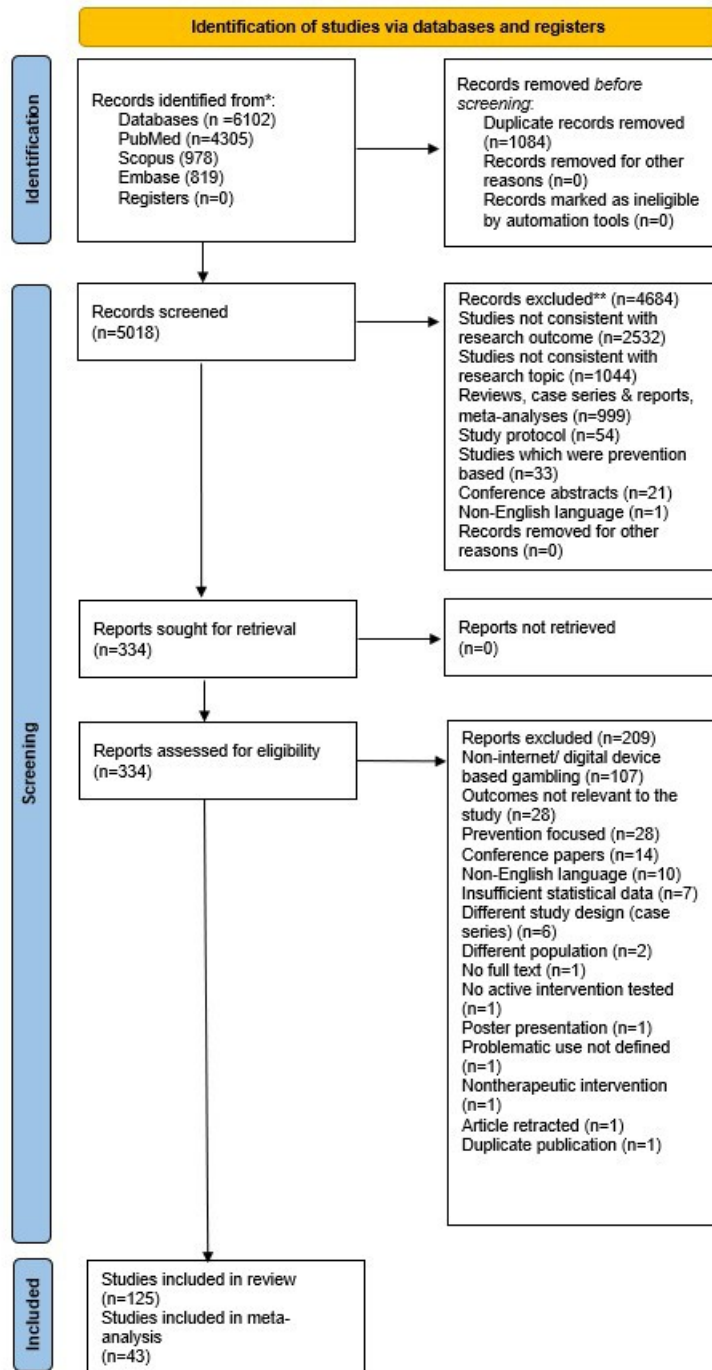 Identification of studies via databases and registers
Identification
Records identified from*:
Databases (n =6102)
PubMed (n=4305)
Scopus (978)
Embase (819)
Registers (n=0)
Records removed before
screening:
Duplicate records removed
(n=1084)
Records removed for other
reasons (n=0)
Records marked as ineligible
by automation tools (n=0)
Screening
Records screened
(n=5018)
Records excluded** (n=4684)
Studies not consistent with
research outcome (n=2532)
Studies not consistent with
research topic (n=1044)
Reviews, case series & reports,
meta-analyses (n=999)
Study protocol (n=54)
Studies which were prevention
based (n=33)
Conference abstracts (n=21)
Non-English language (n=1)
Records removed for other
reasons (n=0)
Reports sought for retrieval
(n=334)
Reports not retrieved
(n=0)
Reports assessed for eligibility
(n=334)
Reports excluded (n=209)
Non-internet/ digital device
based gambling (n=107)
Outcomes not relevant to the
study (n=28)
Prevention focused (n=28)
Conference papers (n=14)
Non-English language (n=10)
Insufficient statistical data (n=7)
Different study design (case
series) (n=6)
Different population (n=2)
No full text (n=1)
No active intervention tested
(n=1)
Poster presentation (n=1)
Problematic use not defined
(n=1)
Nontherapeutic intervention
(n=1)
Article retracted (n=1)
Duplicate publication (n=1)
Included
Studies included in review
(n=125)
Studies included in meta-
analysis
(n=43)